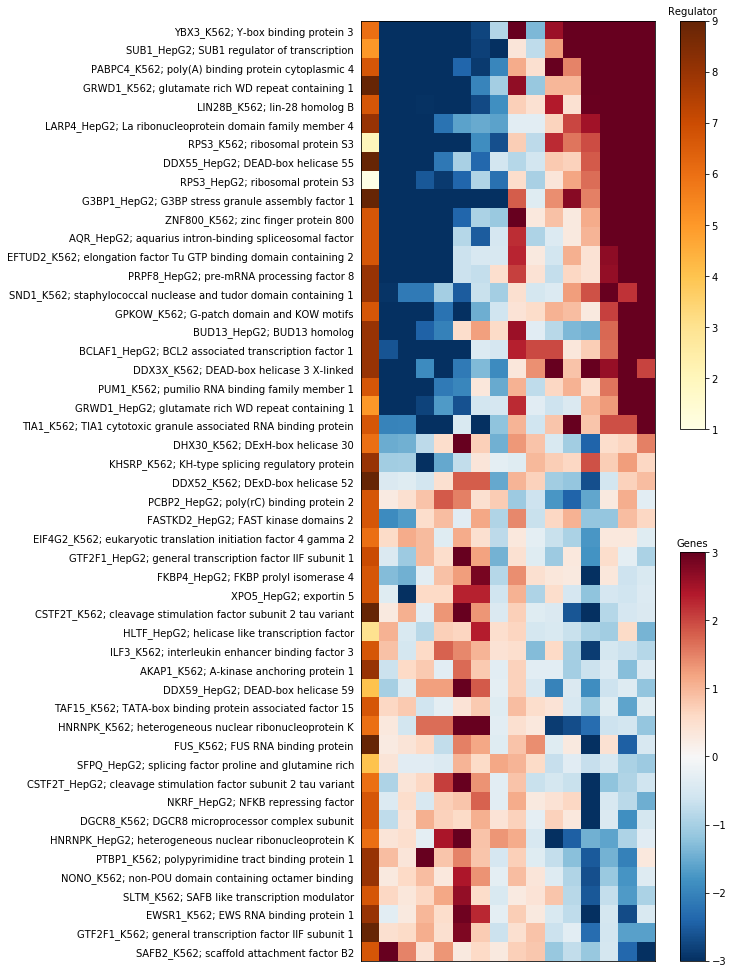 Regulator
YBX3_K562; Y-box binding protein 3
SUB1_HepG2; SUB1 regulator of transcription
PABPC4_K562; poly(A) binding protein cytoplasmic 4
GRWD1_K562; glutamate rich WD repeat containing 1
LIN28B_K562; lin-28 homolog B
LARP4_HepG2; La ribonucleoprotein domain family member 4
RPS3_K562; ribosomal protein S3
DDX55_HepG2; DEAD-box helicase 55
RPS3_HepG2; ribosomal protein S3
G3BP1_HepG2; G3BP stress granule assembly factor 1
ZNF800_K562; zinc finger protein 800
AQR_HepG2; aquarius intron-binding spliceosomal factor
EFTUD2_K562; elongation factor Tu GTP binding domain containing 2
PRPF8_HepG2; pre-mRNA processing factor 8
SND1_K562; staphylococcal nuclease and tudor domain containing 1
GPKOW_K562; G-patch domain and KOW motifs
BUD13_HepG2; BUD13 homolog
BCLAF1_HepG2; BCL2 associated transcription factor 1
DDX3X_K562; DEAD-box helicase 3 X-linked
PUM1_K562; pumilio RNA binding family member 1
GRWD1_HepG2; glutamate rich WD repeat containing 1
TIA1_K562; TIA1 cytotoxic granule associated RNA binding protein
DHX30_K562; DExH-box helicase 30
KHSRP_K562; KH-type splicing regulatory protein
DDX52_K562; DExD-box helicase 52
PCBP2_HepG2; poly(rC) binding protein 2
FASTKD2_HepG2; FAST kinase domains 2
EIF4G2_K562; eukaryotic translation initiation factor 4 gamma 2
GTF2F1_HepG2; general transcription factor IIF subunit 1
FKBP4_HepG2; FKBP prolyl isomerase 4
XPO5_HepG2; exportin 5
CSTF2T_K562; cleavage stimulation factor subunit 2 tau variant
HLTF_HepG2; helicase like transcription factor
ILF3_K562; interleukin enhancer binding factor 3
AKAP1_K562; A-kinase anchoring protein 1
DDX59_HepG2; DEAD-box helicase 59
TAF15_K562; TATA-box binding protein associated factor 15
HNRNPK_K562; heterogeneous nuclear ribonucleoprotein K
FUS_K562; FUS RNA binding protein
SFPQ_HepG2; splicing factor proline and glutamine rich
CSTF2T_HepG2; cleavage stimulation factor subunit 2 tau variant
NKRF_HepG2; NFKB repressing factor
DGCR8_K562; DGCR8 microprocessor complex subunit
HNRNPK_HepG2; heterogeneous nuclear ribonucleoprotein K
PTBP1_K562; polypyrimidine tract binding protein 1
NONO_K562; non-POU domain containing octamer binding
SLTM_K562; SAFB like transcription modulator
EWSR1_K562; EWS RNA binding protein 1
GTF2F1_K562; general transcription factor IIF subunit 1
SAFB2_K562; scaffold attachment factor B2
9
8
7
6
5
4
3
2
1
Genes
3
2
1
0
−1
−2
−3